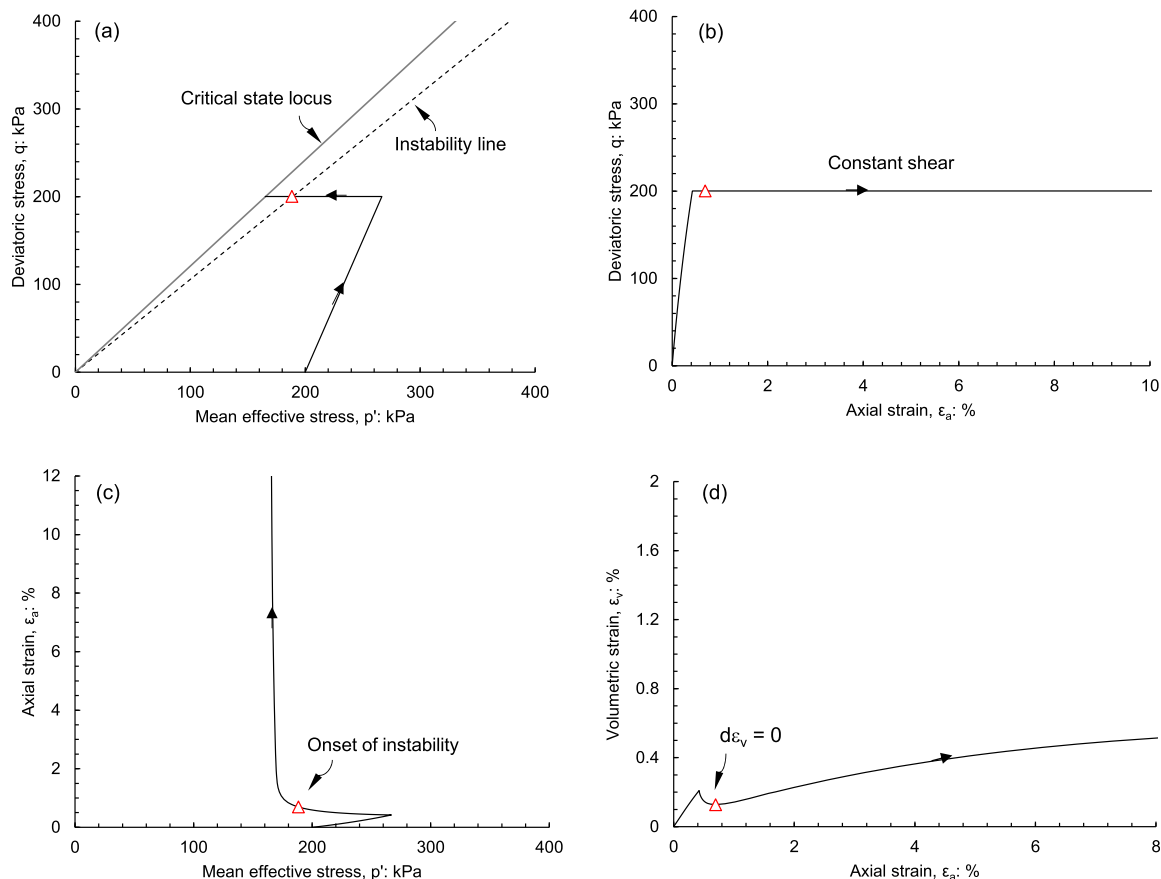 (a)
400
300
200
100
0
0
100
200
300
400
Deviatoric stress, q: kPa
Mean effective stress, p': kPa
Critical state locus
Instability line
(b)
400
300
200
100
0
0
2
4
6
8
10
Deviatoric stress, q: kPa
Axial strain, εa: %
Constant shear
(c)
12
10
8
6
4
2
0
0
100
200
300
400
Axial strain, εa: %
Mean effective stress, p': kPa
Onset of instability
(d)
2
1.6
1.2
0.8
0.4
0
0
2
4
6
8
Volumetric strain, εv: %
Axial strain, εa: %
dεv = 0